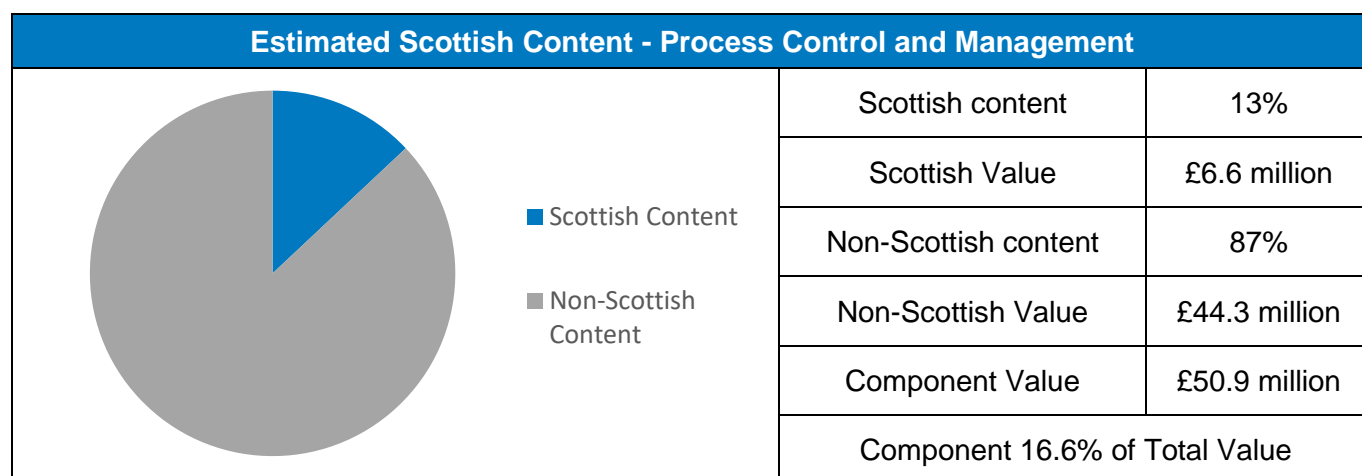 Estimated Scottish Content - Process Control and Management
Scottish Content
Non-Scottish
Content
Scottish content 13%
Scottish Value £6.6 million
Non-Scottish content 87%
Non-Scottish Value £44.3 million
Component Value £50.9 million
Component 16.6% of Total Value